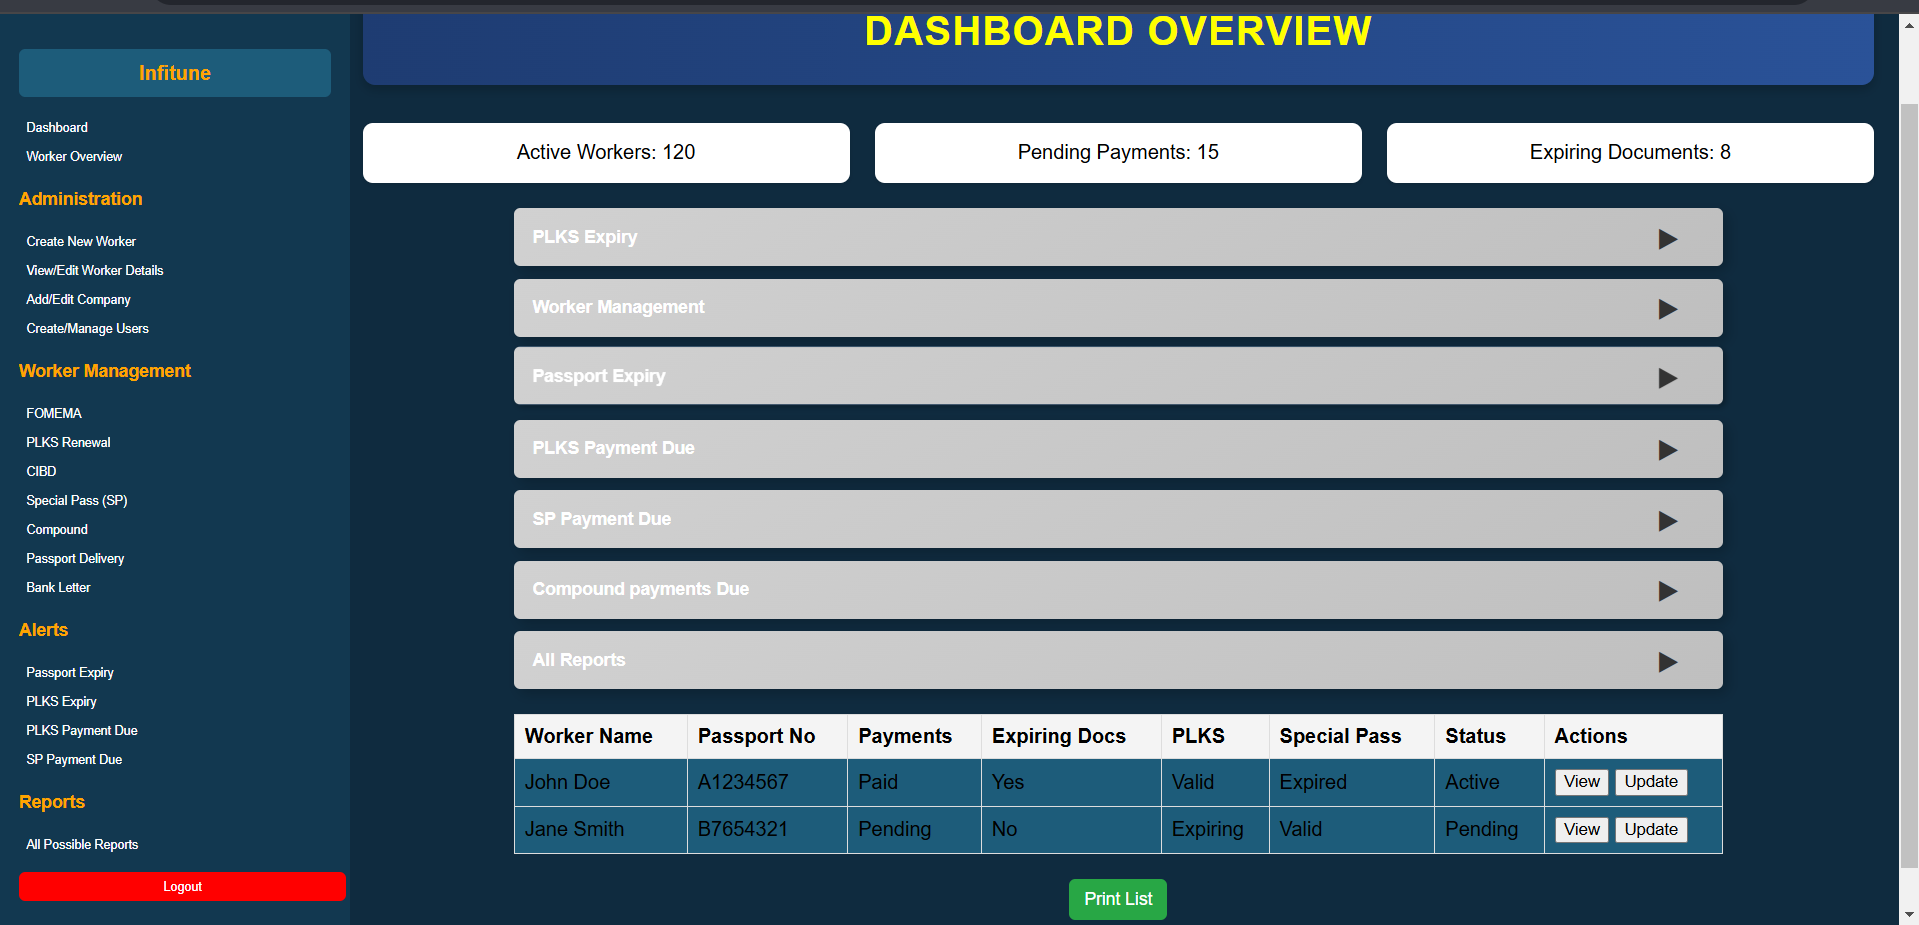 Infitune
Dashboard
Worker Overview
Administration
Create New Worker
View/Edit Worker Details
Add/Edit Company
Create/Manage Users
Worker Management
FOMEMA
PLKS Renewal
CIBD
Special Pass (SP)
Compound
Passport Delivery
Bank Letter
Alerts
Passport Expiry
PLKS Expiry
PLKS Payment Due
SP Payment Due
Reports
All Possible Reports
Logout
DASHBOARD OVERVIEW
Active Workers: 120
Pending Payments: 15
Expiring Documents: 8
PLKS Expiry
Worker Management
Passport Expiry
PLKS Payment Due
SP Payment Due
Compound payments Due
All Reports
Worker Name Passport No Payments Expiring Docs PLKS Special Pass Status Actions
John Doe A1234567 Paid Yes Valid Expired Active View Update
Jane Smith B7654321 Pending No Expiring Valid Pending View Update
Print List